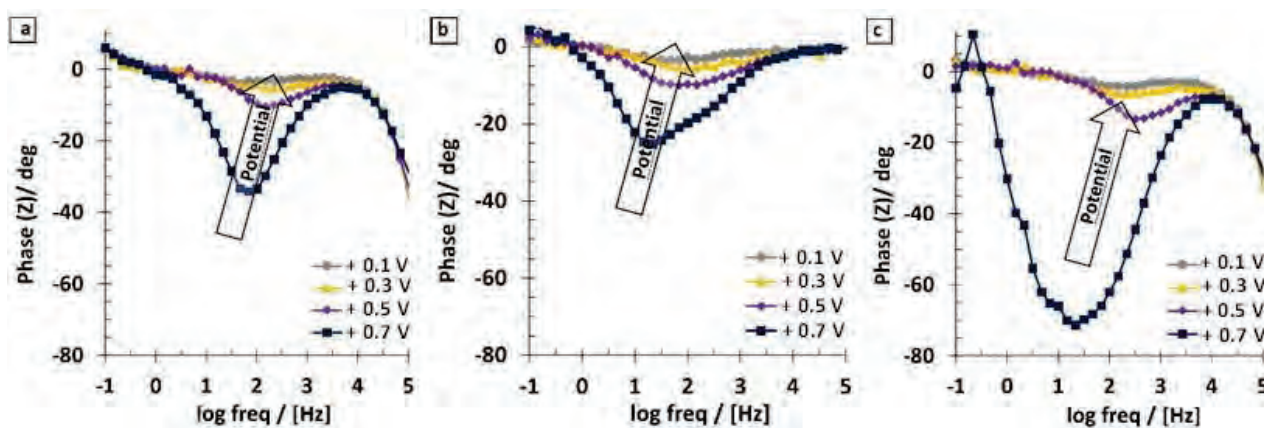 a
Phase (Z)/ deg
0
-20
-40
-60
-80
Potential
+ 0.1 V
+ 0.3 V
+ 0.5 V
+ 0.7 V
-1 0 1 2 3 4 5
log freq / [Hz]
b
Phase (Z)/ deg
0
-20
-40
-60
-80
Potential
+ 0.1 V
+ 0.3 V
+ 0.5 V
+ 0.7 V
-1 0 1 2 3 4 5
log freq / [Hz]
c
Phase (Z)/ deg
0
-20
-40
-60
-80
Potential
+ 0.1 V
+ 0.3 V
+ 0.5 V
+ 0.7 V
-1 0 1 2 3 4 5
log freq / [Hz]